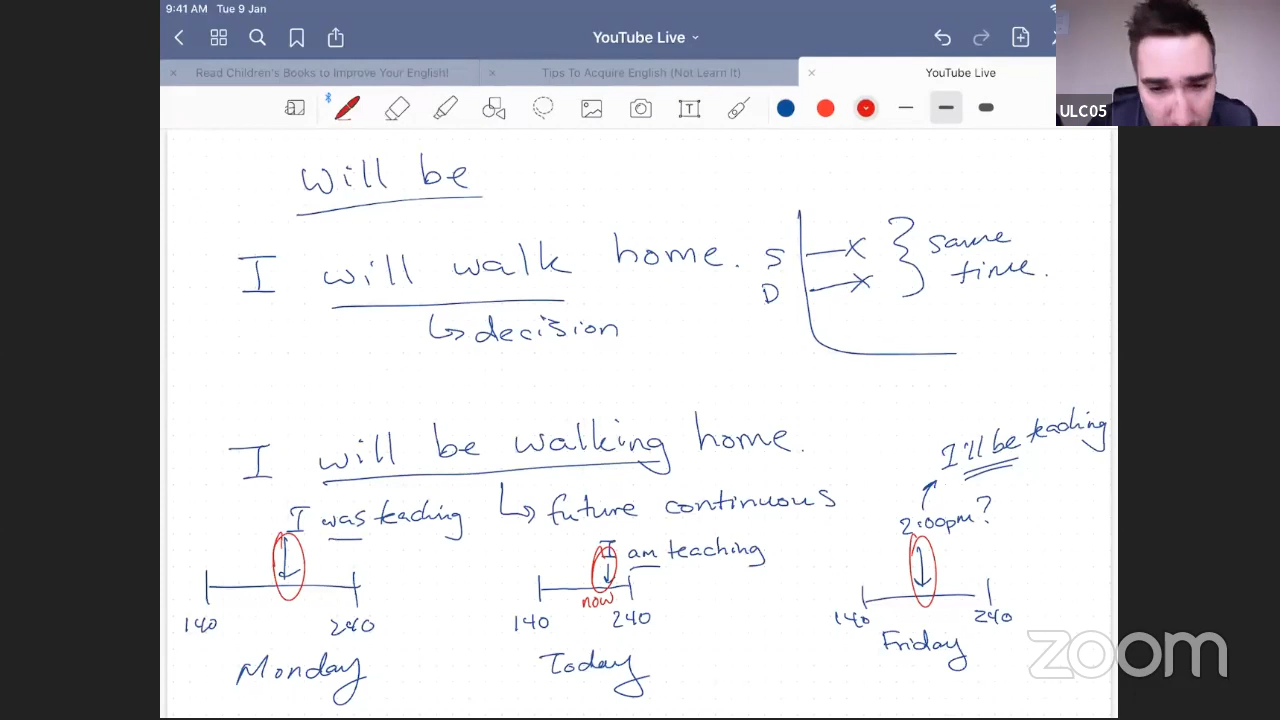 9:41 AM Tue 9 Jan
YouTube Live
Read Children's Books to Improve Your English!
Tips To Acquire English (Not Learn It)
YouTube Live
ULC05
will be
I will walk home.
S
D
same
time.
decision
I will be walking home.
future continuous
I'll be teaching
2:00pm?
I was teaching
I am teaching
now
140 240
140 240
140 240
Monday
Today
Friday
zoom